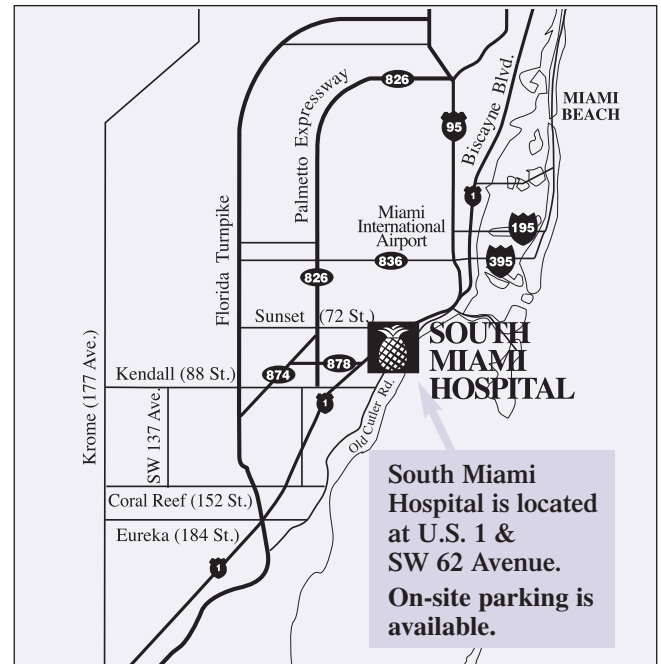 826
Palmetto Expressway
95
Biscayne Blvd.
MIAMI
BEACH
1
Florida Turnpike
Miami
International
Airport
195
836
395
826
Sunset (72 St.)
SOUTH
MIAMI
HOSPITAL
878
874
Kendall (88 St.)
1
Krome (177 Ave.)
SW 137 Ave.
Old Cutler Rd.
Coral Reef (152 St.)
Eureka (184 St.)
1
South Miami
Hospital is located
at U.S. 1 &
SW 62 Avenue.
On-site parking is
available.